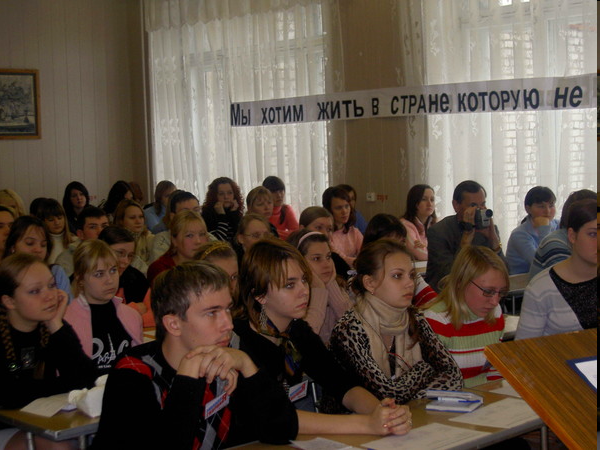 Мы хотим жить в стране, которую не